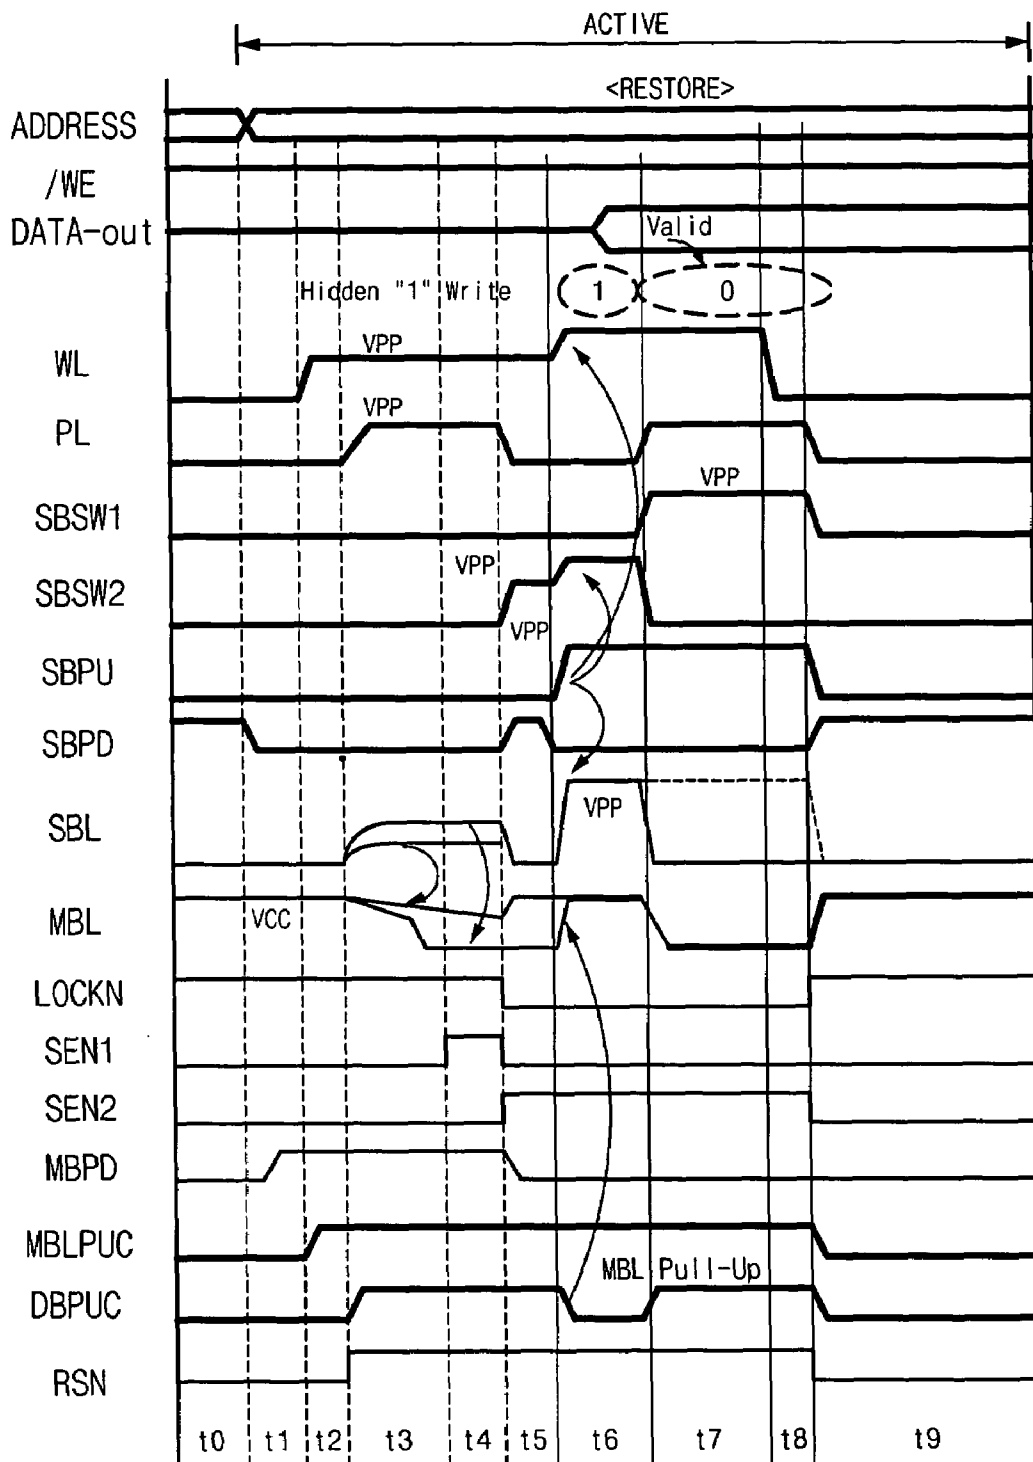 ACTIVE
<RESTORE>
ADDRESS
/WE
DATA-out
Valid
Hidden "1" Write
1
0
WL
VPP
PL
VPP
SBSW1
VPP
SBSW2
VPP
VPP
SBPU
SBPD
SBL
VPP
MBL
VCC
LOCKN
SEN1
SEN2
MBPD
MBLPUC
MBL Pull-Up
DBPUC
RSN
t0 t1 t2 t3 t4 t5 t6 t7 t8 t9